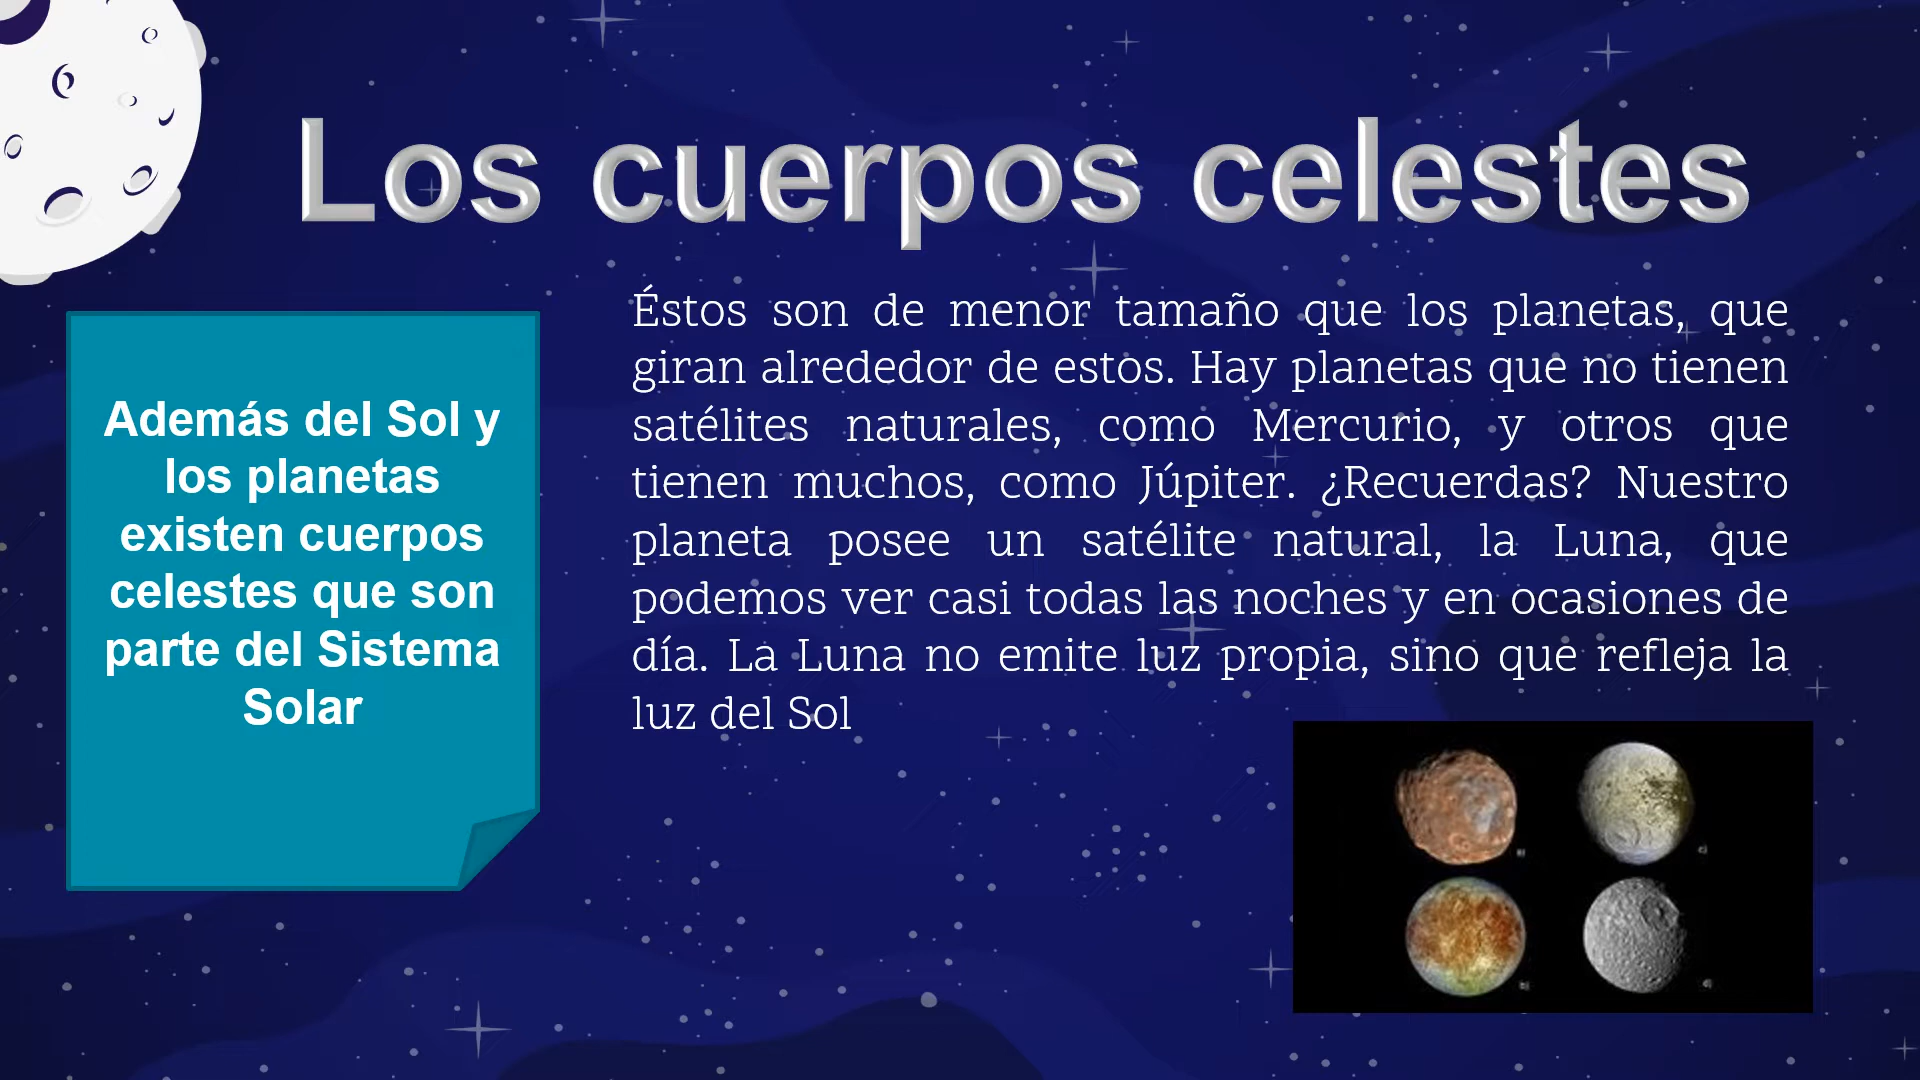 Los cuerpos celestes
Además del Sol y
los planetas
existen cuerpos
celestes que son
parte del Sistema
Solar
Éstos son de menor tamaño que los planetas, que
giran alrededor de estos. Hay planetas que no tienen
satélites naturales, como Mercurio, y otros que
tienen muchos, como Júpiter. ¿Recuerdas? Nuestro
planeta posee un satélite natural, la Luna, que
podemos ver casi todas las noches y en ocasiones de
día. La Luna no emite luz propia, sino que refleja la
luz del Sol